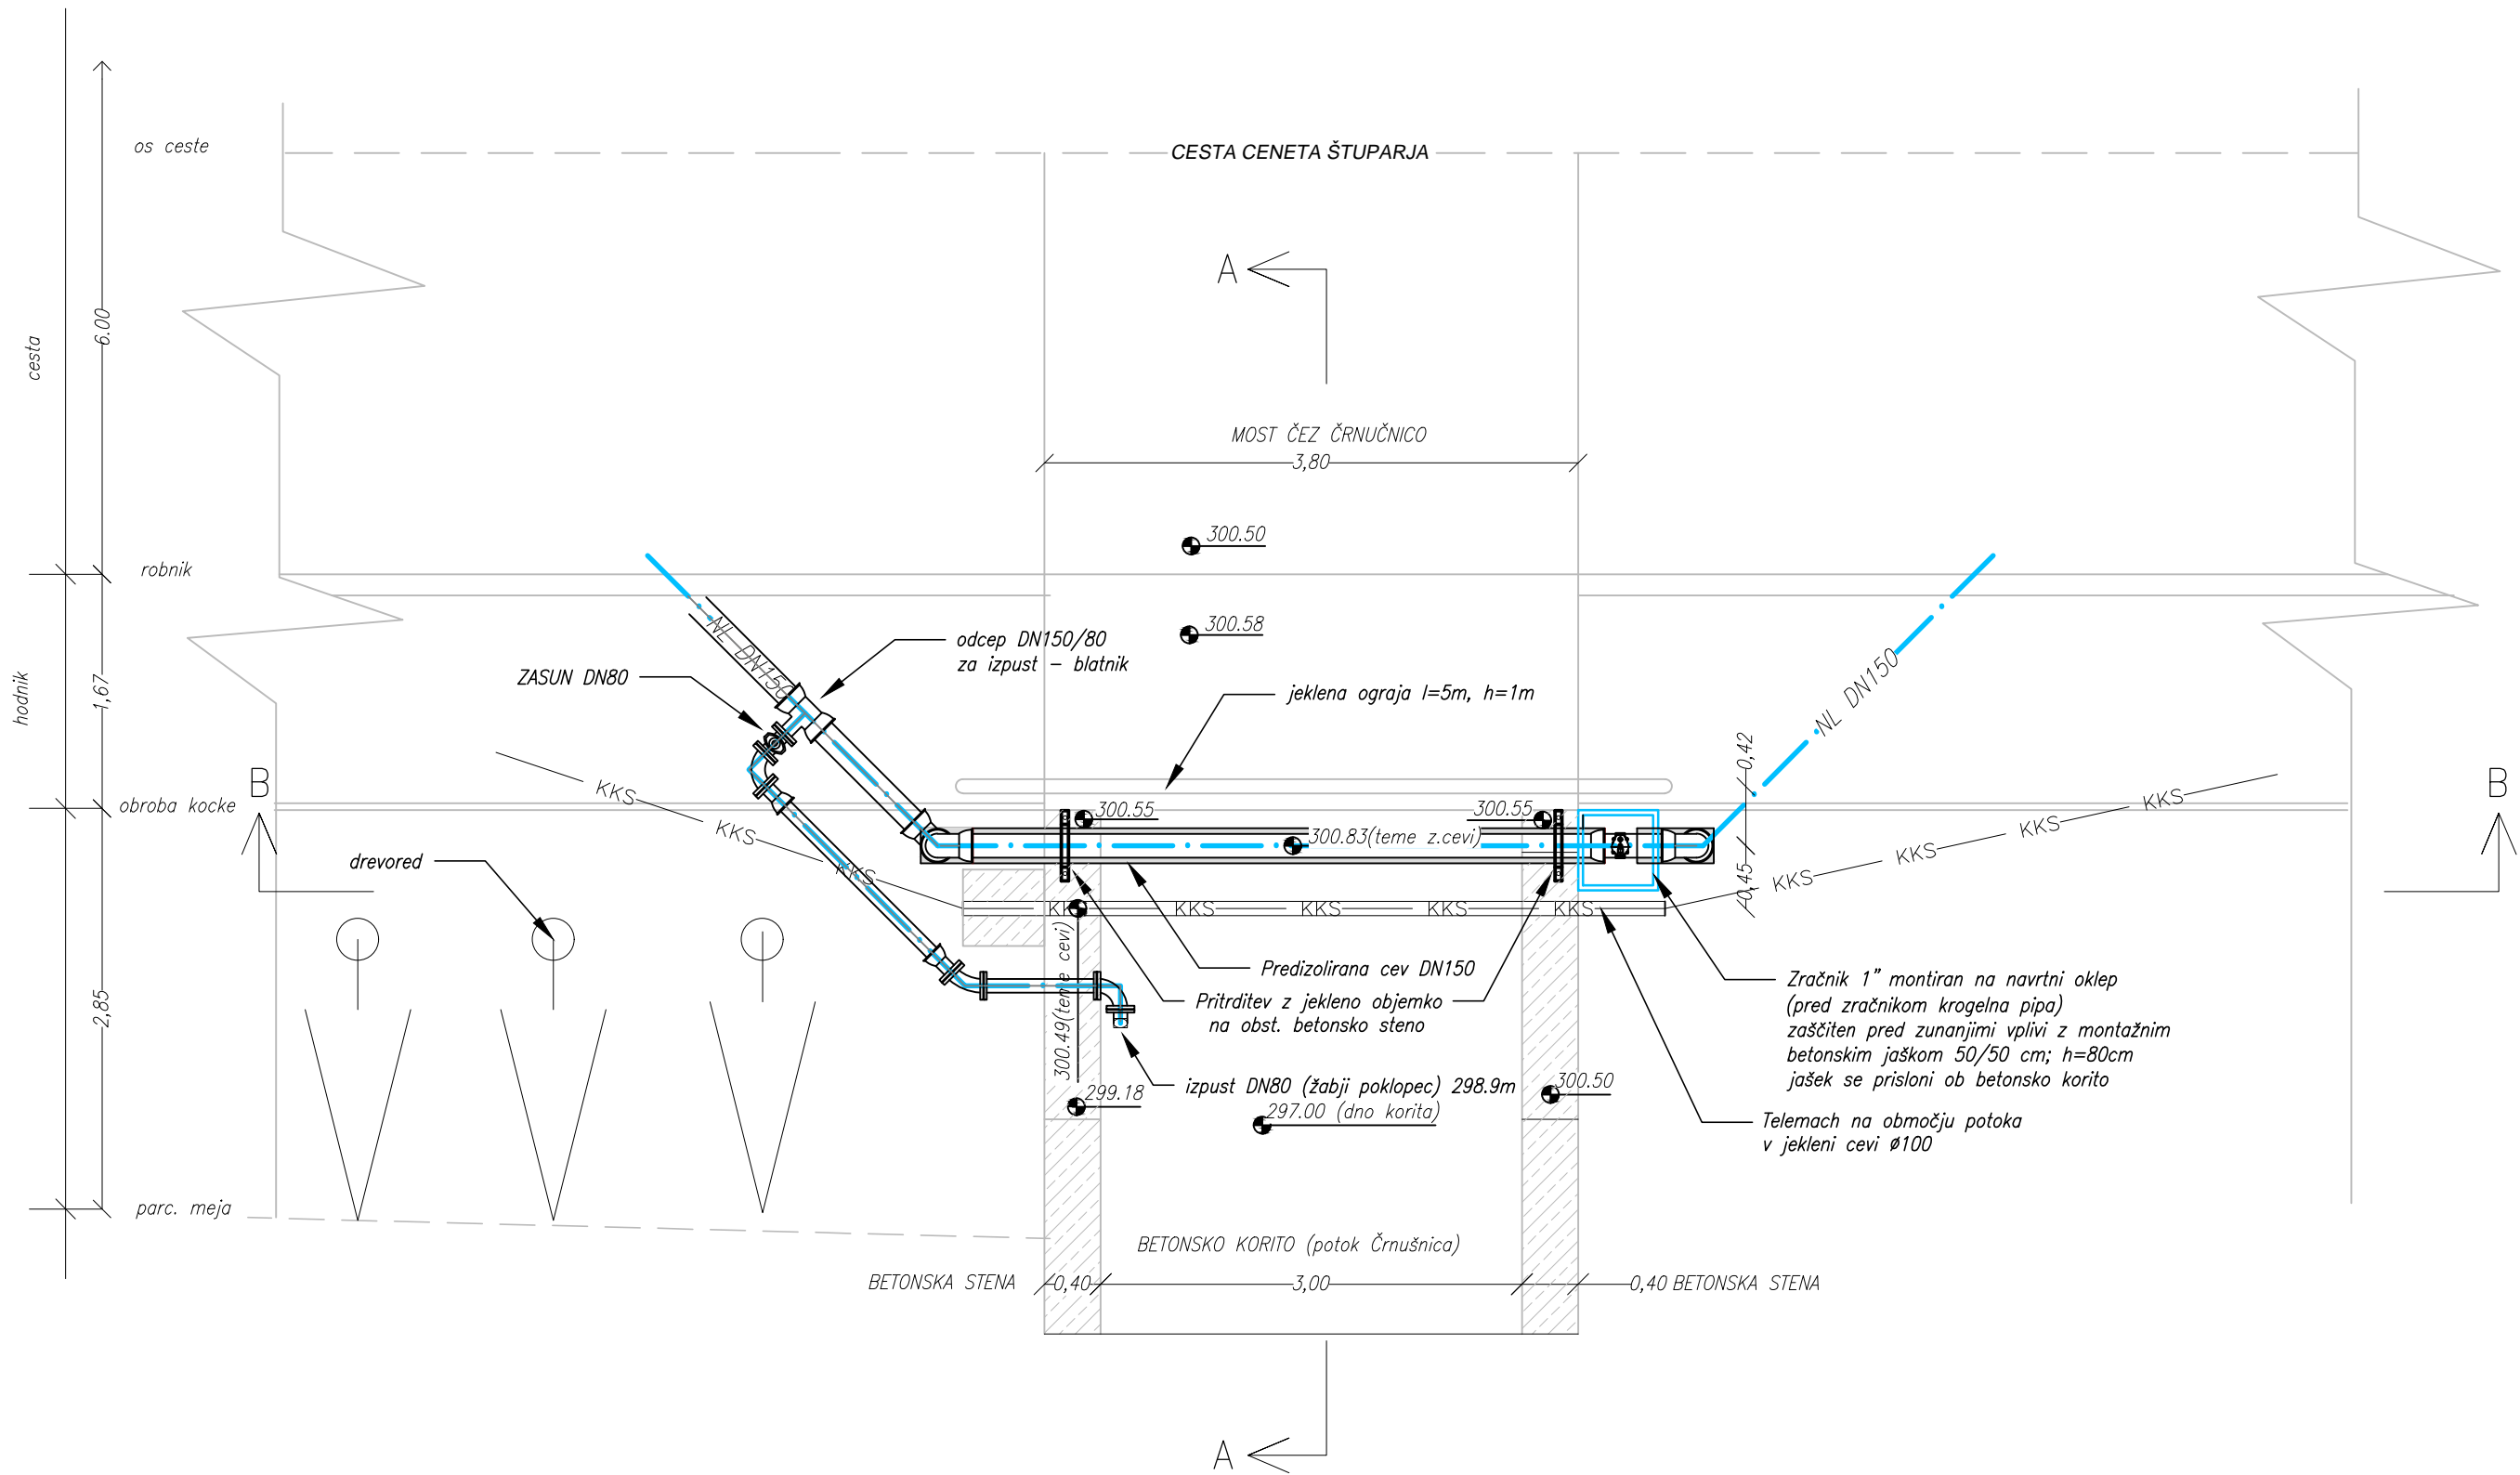 os ceste
CESTA CENETA ŠTUPARJA
A
6.00
cesta
MOST ČEZ ČRNUČNICO
3,80
300.50
robnik
300.58
NL DN150
odcep DN150/80
za izpust – blatnik
ZASUN DN80
jeklena ograja l=5m, h=1m
NL DN150
1,67
hodnik
0,42
B
B
obroba kocke
KKS
KKS
KKS
300.55
300.55
300.83(teme z.cevi)
KKS
KKS
KKS
KKS
drevored
0,45
KKS
KKS
KKS
KKS
KKS
300.49(teme cevi)
Predizolirana cev DN150
Pritrditev z jekleno objemko
na obst. betonsko steno
Zračnik 1" montiran na navrtni oklep
(pred zračnikom krogelna pipa)
zaščiten pred zunanjimi vplivi z montažnim
betonskim jaškom 50/50 cm; h=80cm
jašek se prisloni ob betonsko korito
2,85
izpust DN80 (žabji poklopec) 298.9m
299.18
300.50
297.00 (dno korita)
Telemach na območju potoka
v jekleni cevi ø100
parc. meja
BETONSKO KORITO (potok Črnušnica)
BETONSKA STENA
0,40
3,00
0,40 BETONSKA STENA
A